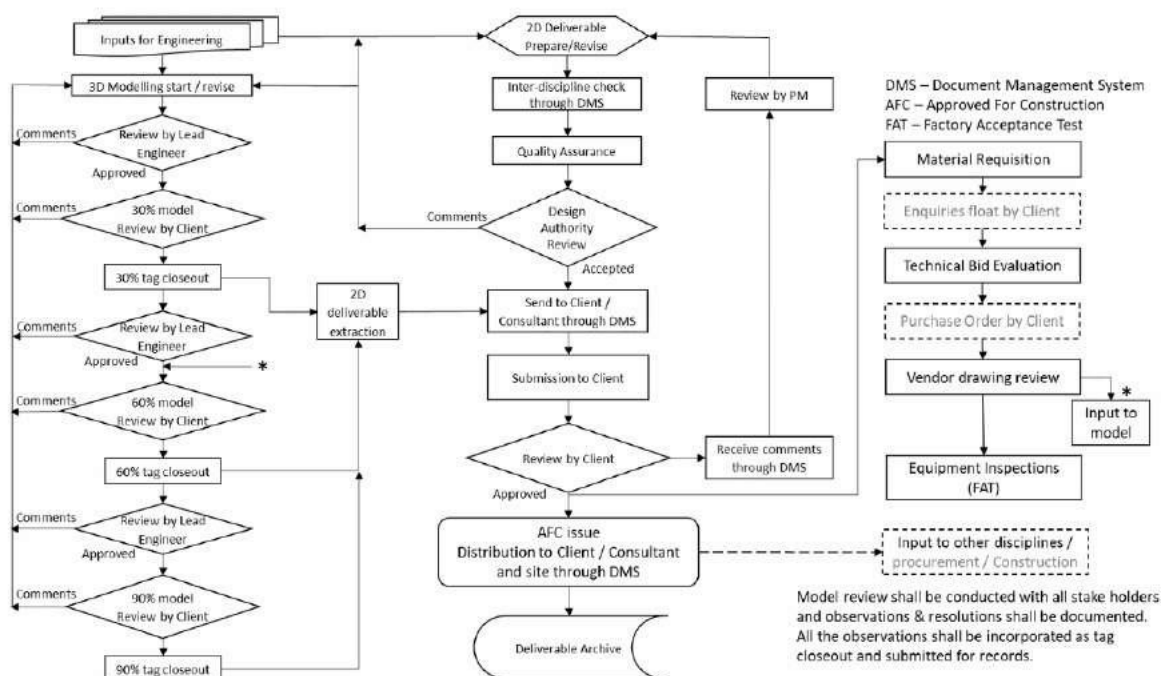 Inputs for Engineering
3D Modelling start / revise
Comments
Review by Lead
Engineer
Approved
Comments
30% model
Review by Client
30% tag closeout
Comments
Review by Lead
Engineer
Approved
*
Comments
60% model
Review by Client
60% tag closeout
Comments
Review by Lead
Engineer
Approved
Comments
90% model
Review by Client
90% tag closeout
2D
deliverable
extraction
2D Deliverable
Prepare/Revise
Inter-discipline check
through DMS
Quality Assurance
Comments
Design
Authority
Review
Accepted
Send to Client /
Consultant through DMS
Submission to Client
Review by Client
Approved
Receive comments
through DMS
Review by PM
AFC issue
Distribution to Client / Consultant
and site through DMS
Deliverable Archive
DMS – Document Management System
AFC – Approved For Construction
FAT – Factory Acceptance Test
Material Requisition
Enquiries float by Client
Technical Bid Evaluation
Purchase Order by Client
Vendor drawing review
*
Input to
model
Equipment Inspections
(FAT)
Input to other disciplines /
procurement / Construction
Model review shall be conducted with all stake holders
and observations & resolutions shall be documented.
All the observations shall be incorporated as tag
closeout and submitted for records.